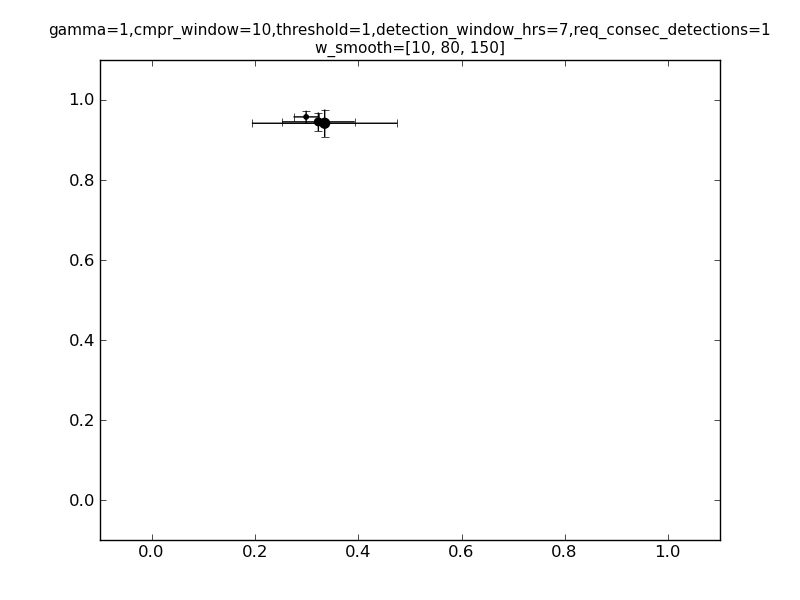 gamma=1,cmpr_window=10,threshold=1,detection_window_hrs=7,req_consec_detections=1
w_smooth=[10, 80, 150]
1.0
0.8
0.6
0.4
0.2
0.0
0.0 0.2 0.4 0.6 0.8 1.0